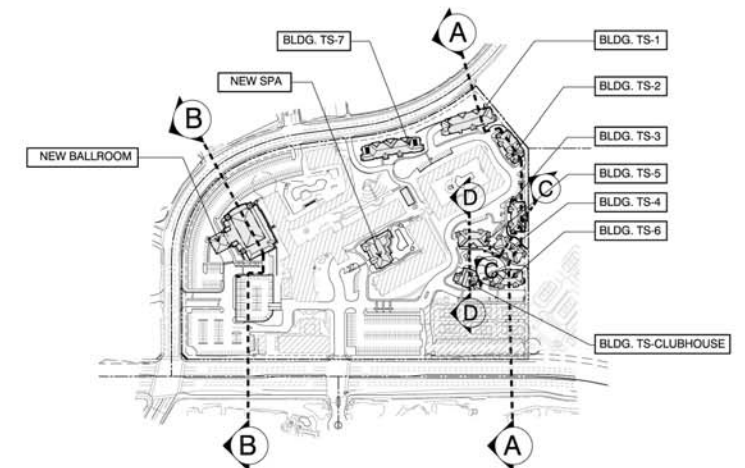 A
BLDG. TS-7
BLDG. TS-1
NEW SPA
BLDG. TS-2
B
BLDG. TS-3
NEW BALLROOM
BLDG. TS-5
C
D
BLDG. TS-4
BLDG. TS-6
C
D
BLDG. TS-CLUBHOUSE
B
A